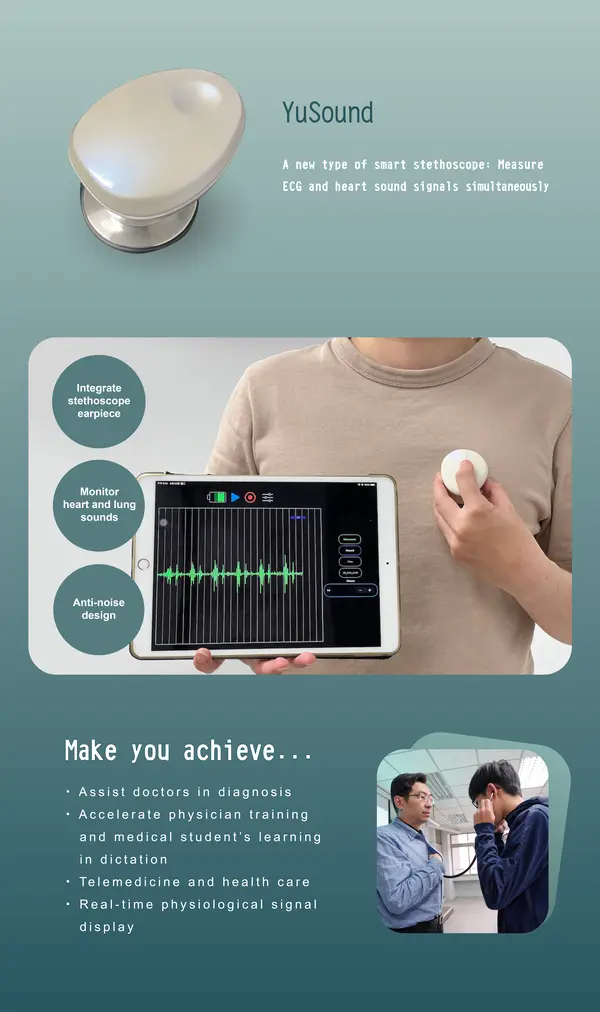 YuSound
A new type of smart stethoscope: Measure
ECG and heart sound signals simultaneously
Integrate
stethoscope
earpiece
Monitor
heart and lung
sounds
Anti-noise
design
Make you achieve...
· Assist doctors in diagnosis
· Accelerate physician training
and medical student's learning
in dictation
· Telemedicine and health care
· Real-time physiological signal
display